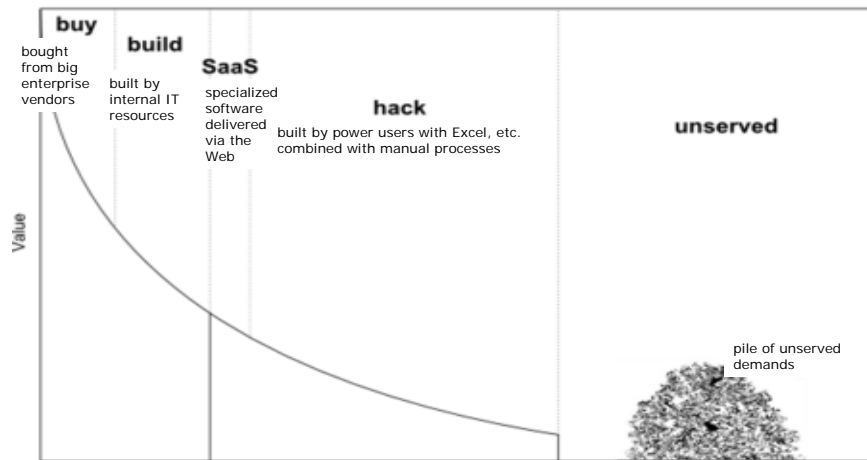 buy
bought
from big
enterprise
vendors
build
built by
internal IT
resources
SaaS
specialized
software
delivered
via the
Web
hack
built by power users with Excel, etc.
combined with manual processes
unserved
pile of unserved
demands
Value